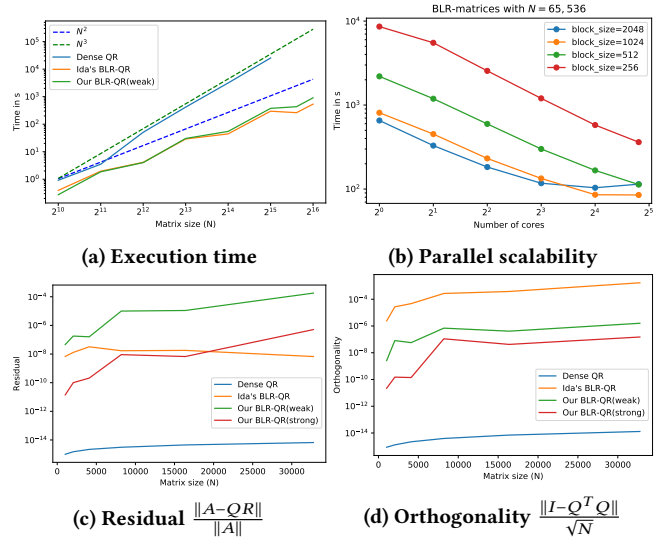 BLR-matrices with N = 65,536
10^5
10^4
10^3
10^2
10^1
10^0
Time in s
N^2
N^3
Dense QR
Ida's BLR-QR
Our BLR-QR(weak)
2^10 2^11 2^12 2^13 2^14 2^15 2^16
Matrix size (N)
(a) Execution time
10^4
10^3
10^2
Time in s
block_size=2048
block_size=1024
block_size=512
block_size=256
2^0 2^1 2^2 2^3 2^4 2^5
Number of cores
(b) Parallel scalability
10^−4
10^−6
10^−8
10^−10
10^−12
10^−14
Residual
Dense QR
Ida's BLR-QR
Our BLR-QR(weak)
Our BLR-QR(strong)
0 5000 10000 15000 20000 25000 30000
Matrix size (N)
(c) Residual ‖A−QR‖ / ‖A‖
10^−4
10^−6
10^−8
10^−10
10^−12
10^−14
Orthogonality
Dense QR
Ida's BLR-QR
Our BLR-QR(weak)
Our BLR-QR(strong)
0 5000 10000 15000 20000 25000 30000
Matrix size (N)
(d) Orthogonality ‖I−Q^T Q‖ / √N